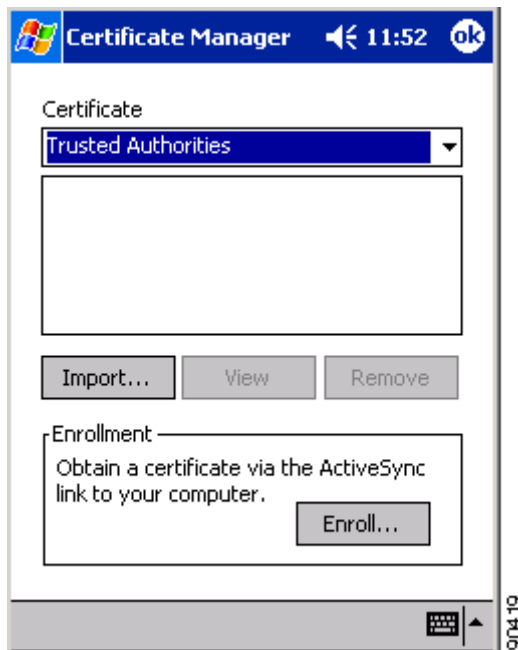 Certificate Manager 11:52 ok
Certificate
Trusted Authorities
Import... View Remove
Enrollment
Obtain a certificate via the ActiveSync
link to your computer.
Enroll...
90419